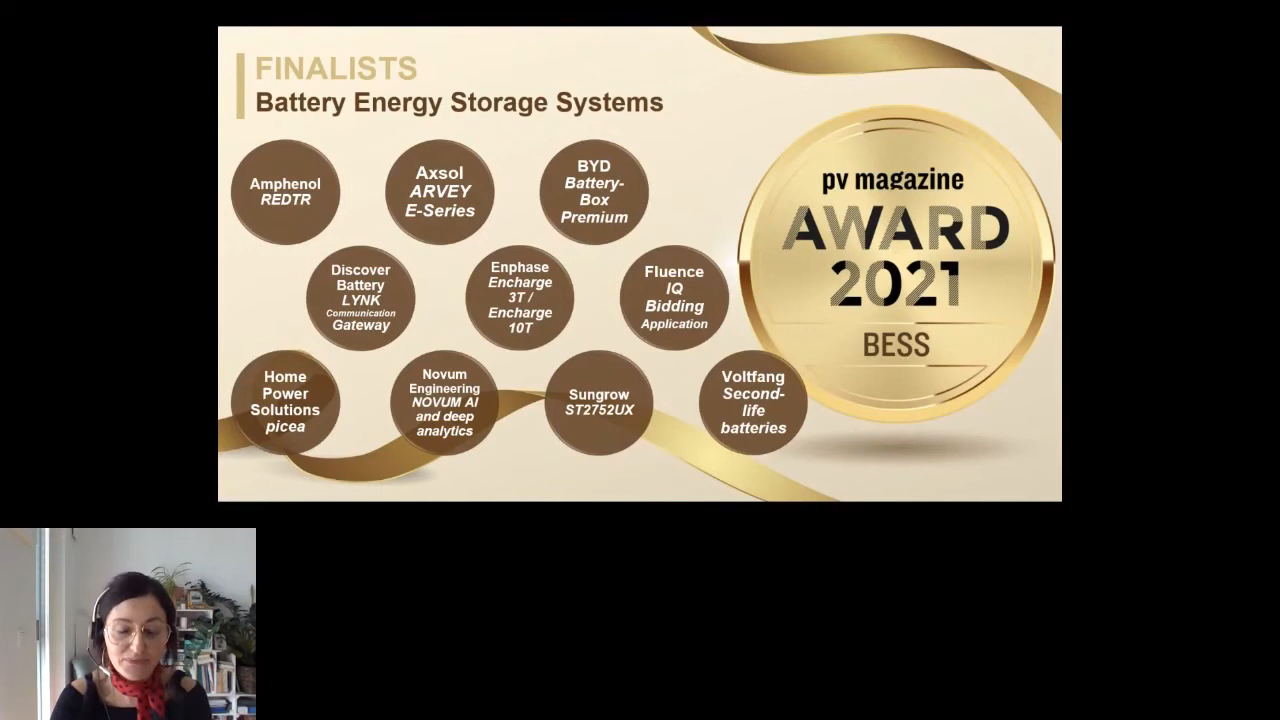 FINALISTS
Battery Energy Storage Systems
Amphenol
REDTR
Axsol
ARVEY
E-Series
BYD
Battery-
Box
Premium
Discover
Battery
LYNK
Communication
Gateway
Enphase
Encharge
3T /
Encharge
10T
Fluence
IQ
Bidding
Application
Home
Power
Solutions
picea
Novum
Engineering
NOVUM AI
and deep
analytics
Sungrow
ST2752UX
Voltfang
Second-
life
batteries
pv magazine
AWARD
2021
BESS